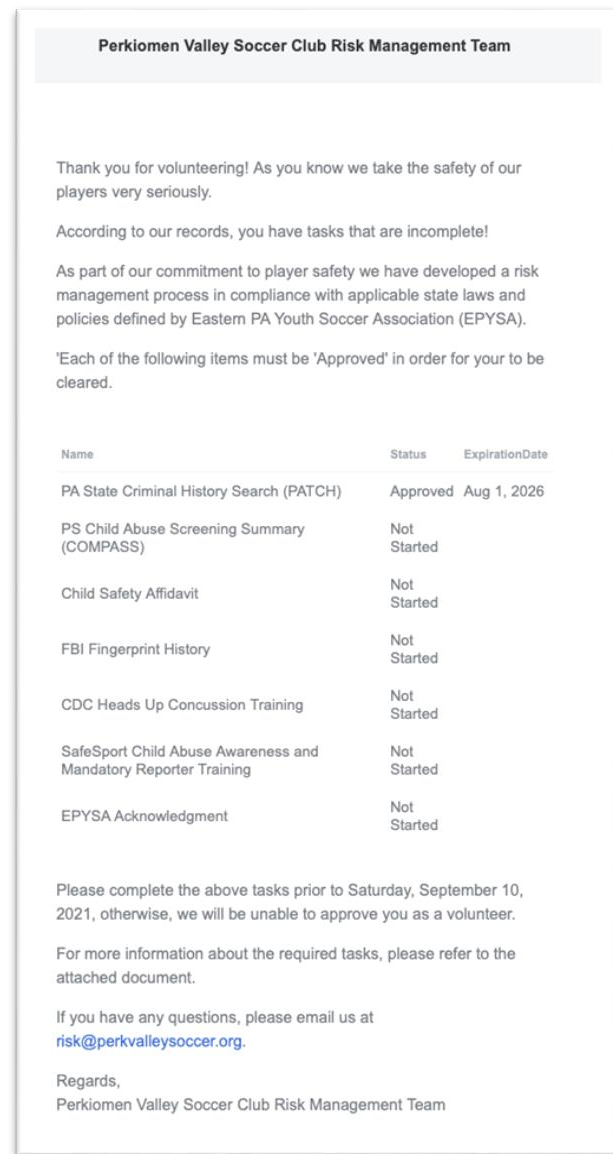 Perkiomen Valley Soccer Club Risk Management Team
Thank you for volunteering! As you know we take the safety of our
players very seriously.
According to our records, you have tasks that are incomplete!
As part of our commitment to player safety we have developed a risk
management process in compliance with applicable state laws and
policies defined by Eastern PA Youth Soccer Association (EPYSA).
'Each of the following items must be 'Approved' in order for your to be
cleared.
Name Status ExpirationDate
PA State Criminal History Search (PATCH) Approved Aug 1, 2026
PS Child Abuse Screening Summary Not
(COMPASS) Started
Child Safety Affidavit Not
Started
FBI Fingerprint History Not
Started
CDC Heads Up Concussion Training Not
Started
SafeSport Child Abuse Awareness and Not
Mandatory Reporter Training Started
EPYSA Acknowledgment Not
Started
Please complete the above tasks prior to Saturday, September 10,
2021, otherwise, we will be unable to approve you as a volunteer.
For more information about the required tasks, please refer to the
attached document.
If you have any questions, please email us at
risk@perkvalleysoccer.org.
Regards,
Perkiomen Valley Soccer Club Risk Management Team